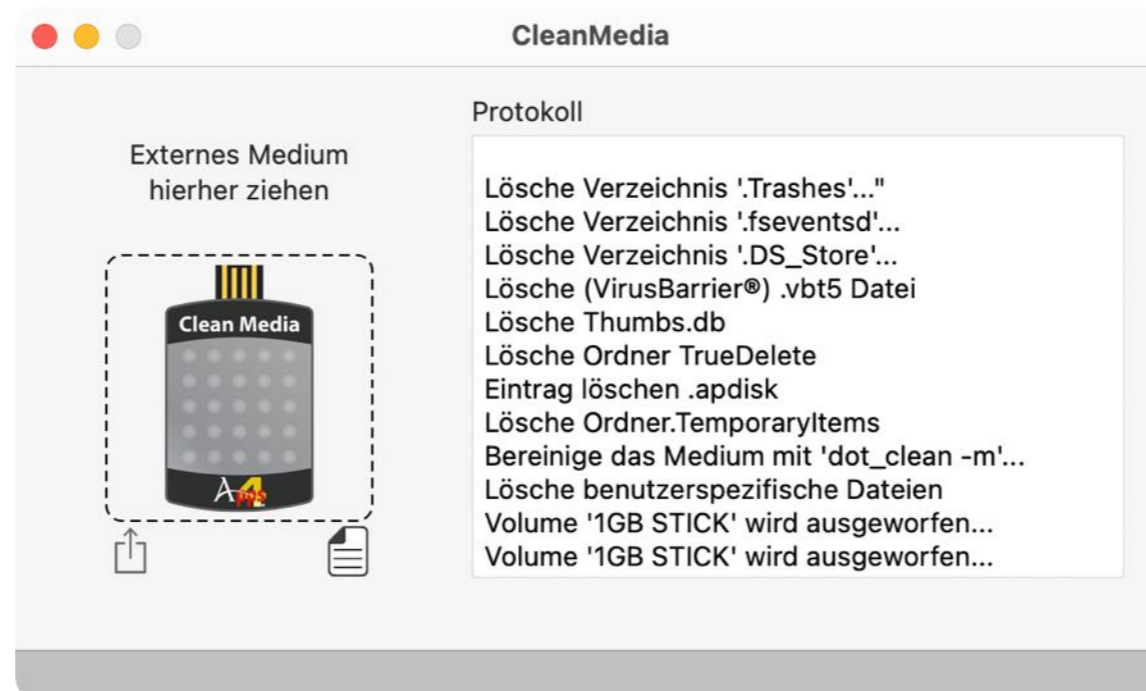 CleanMedia
Externes Medium
hierher ziehen
Clean Media
Protokoll
Lösche Verzeichnis '.Trashes'..."
Lösche Verzeichnis '.fseventsd'...
Lösche Verzeichnis '.DS_Store'...
Lösche (VirusBarrier®) .vbt5 Datei
Lösche Thumbs.db
Lösche Ordner TrueDelete
Eintrag löschen .apdisk
Lösche Ordner.TemporaryItems
Bereinige das Medium mit 'dot_clean -m'...
Lösche benutzerspezifische Dateien
Volume '1GB STICK' wird ausgeworfen...
Volume '1GB STICK' wird ausgeworfen...